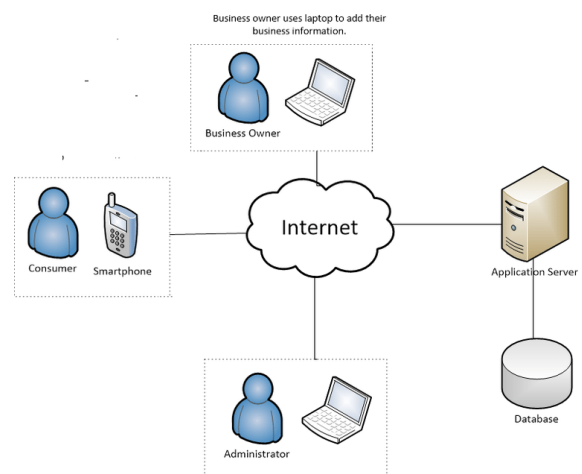 Business owner uses laptop to add their
business information.
Business Owner
Internet
Consumer
Smartphone
Application Server
Administrator
Database